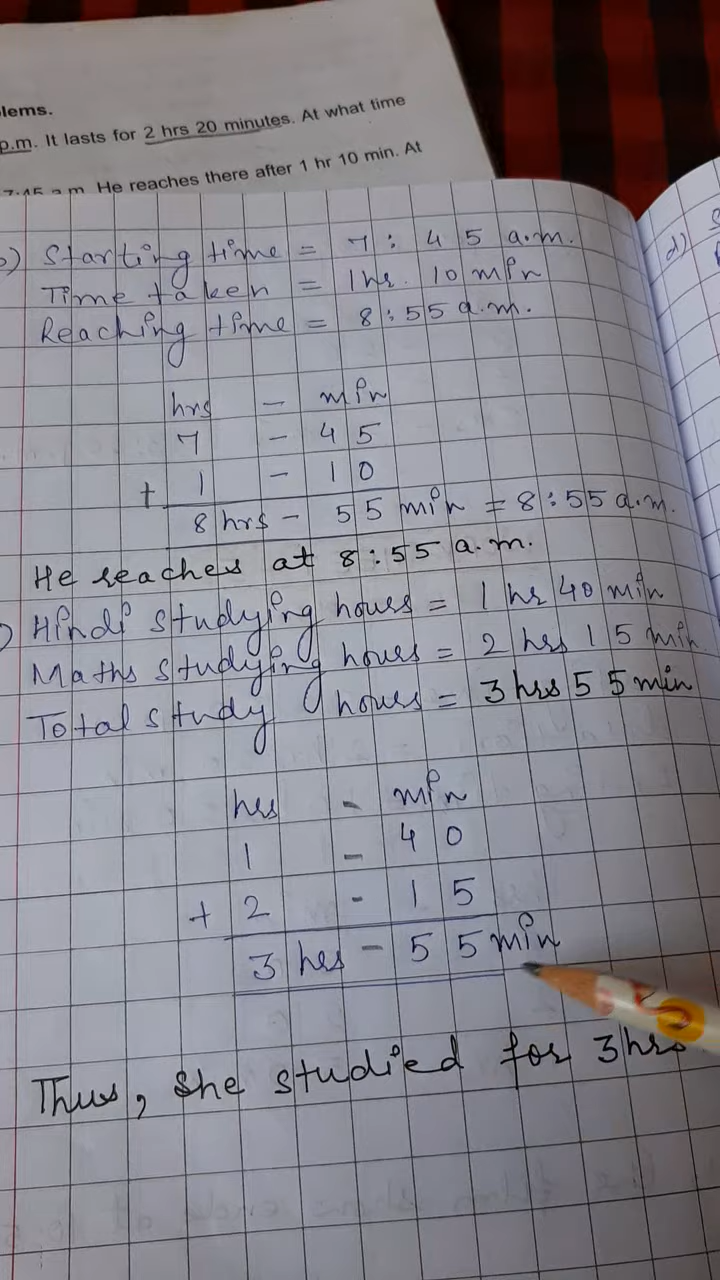 lems.
p.m. It lasts for 2 hrs 20 minutes. At what time
7:45 a.m. He reaches there after 1 hr 10 min. At
b) Starting time = 7:45 a.m.
Time taken = 1 hr. 10 min
Reaching time = 8:55 a.m.
hrs - min
7 - 45
+ 1 - 10
8 hrs - 55 min = 8:55 a.m.
He reaches at 8:55 a.m.
) Hindi studying hours = 1 hr 40 min
Maths studying hours = 2 hrs 15 min
Total study hours = 3 hrs 55 min
hrs - min
1 - 40
+ 2 - 15
3 hrs - 55 min
Thus, she studied for 3 hrs
d)